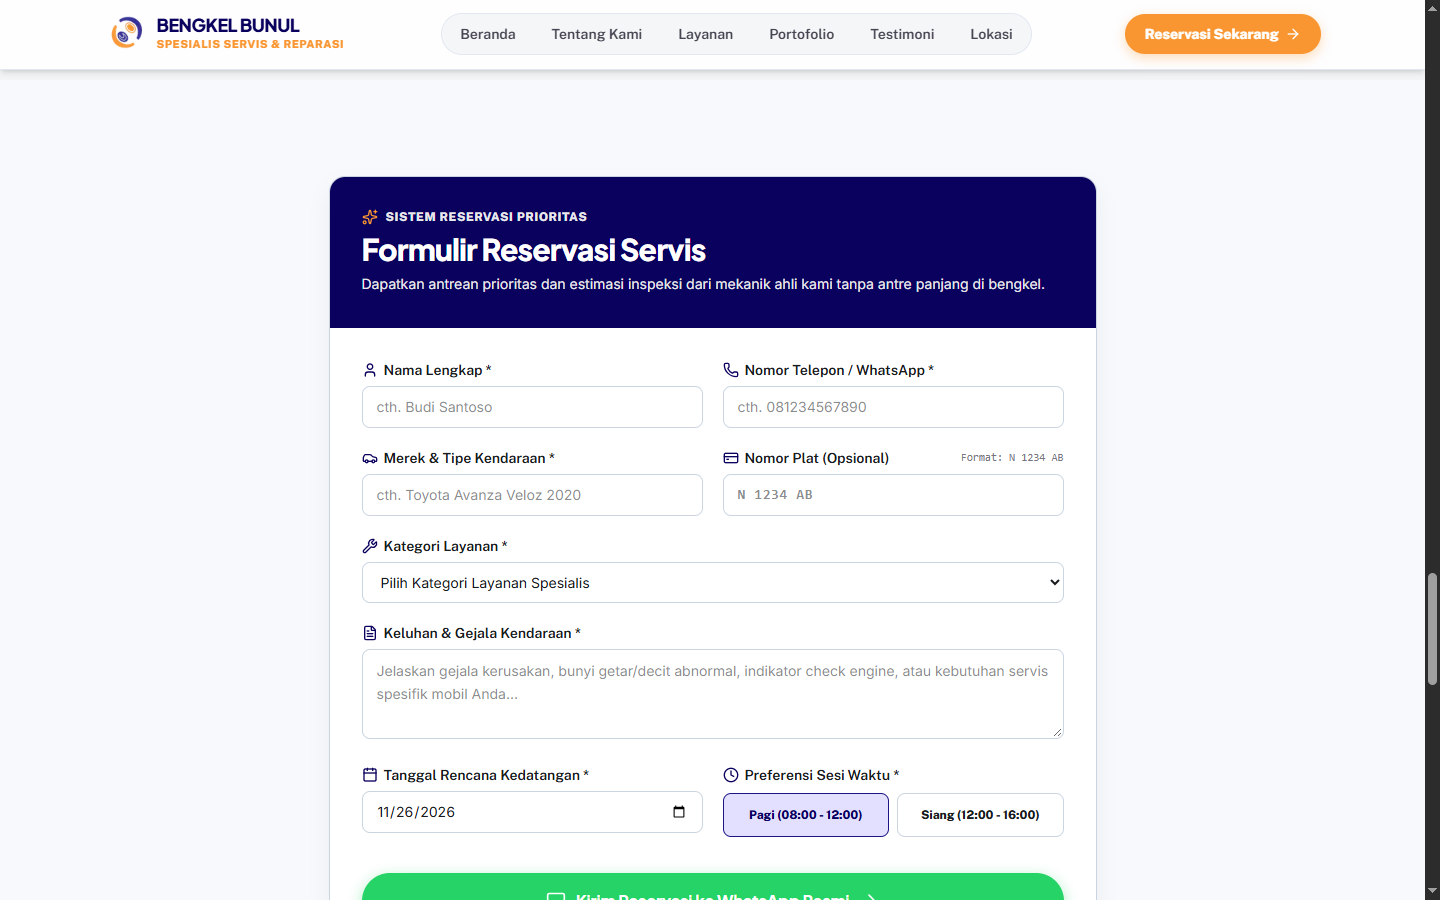 BENGKEL BUNUL
SPESIALIS SERVIS & REPARASI
Beranda
Tentang Kami
Layanan
Portofolio
Testimoni
Lokasi
Reservasi Sekarang
SISTEM RESERVASI PRIORITAS
Formulir Reservasi Servis
Dapatkan antrean prioritas dan estimasi inspeksi dari mekanik ahli kami tanpa antre panjang di bengkel.
Nama Lengkap *
cth. Budi Santoso
Nomor Telepon / WhatsApp *
cth. 081234567890
Merek & Tipe Kendaraan *
cth. Toyota Avanza Veloz 2020
Nomor Plat (Opsional)
Format: N 1234 AB
N 1234 AB
Kategori Layanan *
Pilih Kategori Layanan Spesialis
Keluhan & Gejala Kendaraan *
Jelaskan gejala kerusakan, bunyi getar/decit abnormal, indikator check engine, atau kebutuhan servis
spesifik mobil Anda...
Tanggal Rencana Kedatangan *
11/26/2026
Preferensi Sesi Waktu *
Pagi (08:00 - 12:00)
Siang (12:00 - 16:00)
Kirim Reservasi ke WhatsApp Resmi